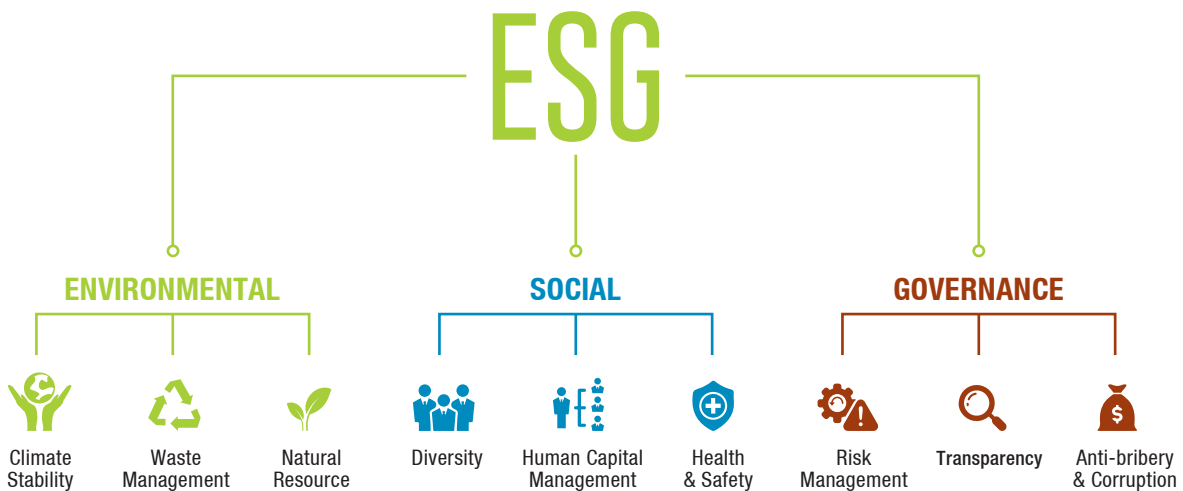 ESG
ENVIRONMENTAL
SOCIAL
GOVERNANCE
Climate
Stability
Waste
Management
Natural
Resource
Diversity
Human Capital
Management
Health
& Safety
Risk
Management
Transparency
Anti-bribery
& Corruption
$